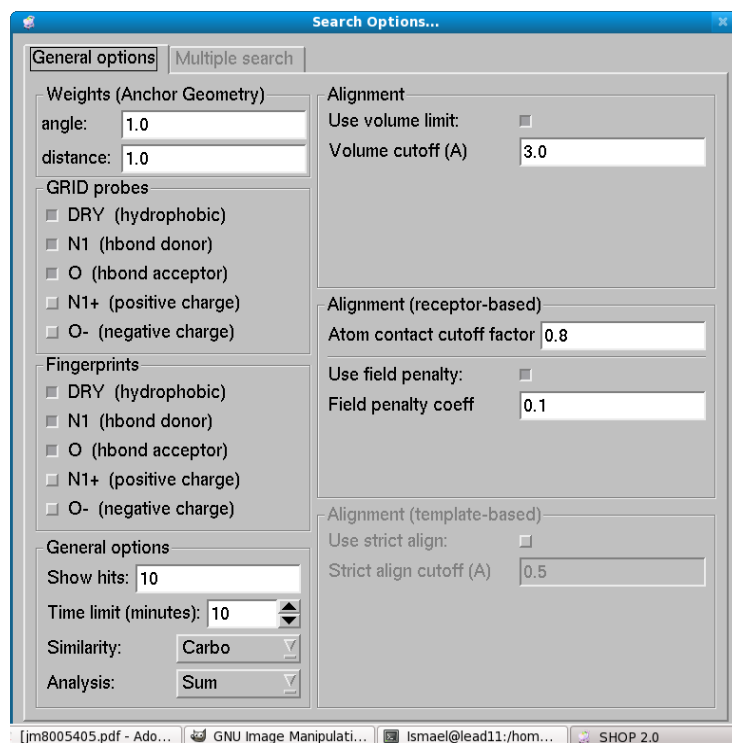 Search Options...
General options
Multiple search
Weights (Anchor Geometry)
angle: 1.0
distance: 1.0
GRID probes
DRY (hydrophobic)
N1 (hbond donor)
O (hbond acceptor)
N1+ (positive charge)
O- (negative charge)
Fingerprints
DRY (hydrophobic)
N1 (hbond donor)
O (hbond acceptor)
N1+ (positive charge)
O- (negative charge)
General options
Show hits: 10
Time limit (minutes): 10
Similarity: Carbo
Analysis: Sum
Alignment
Use volume limit:
Volume cutoff (A) 3.0
Alignment (receptor-based)
Atom contact cutoff factor 0.8
Use field penalty:
Field penalty coeff 0.1
Alignment (template-based)
Use strict align:
Strict align cutoff (A) 0.5
[jm8005405.pdf - Ado... GNU Image Manipulati... Ismael@lead11:/hom... SHOP 2.0